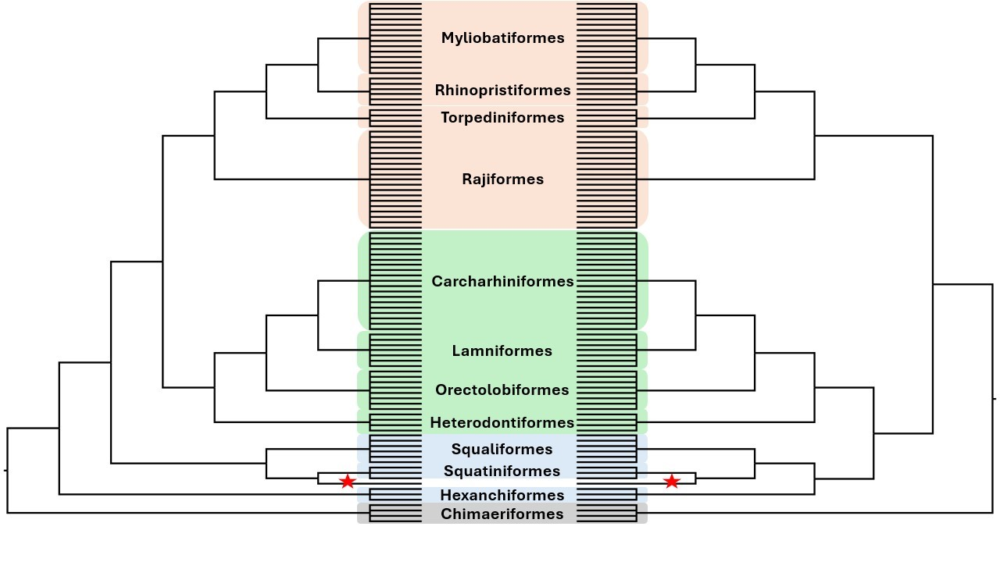 Myliobatiformes
Rhinopristiformes
Torpediniformes
Rajiformes
Carcharhiniformes
Lamniformes
Orectolobiformes
Heterodontiformes
Squaliformes
Squatiniformes
Hexanchiformes
Chimaeriformes